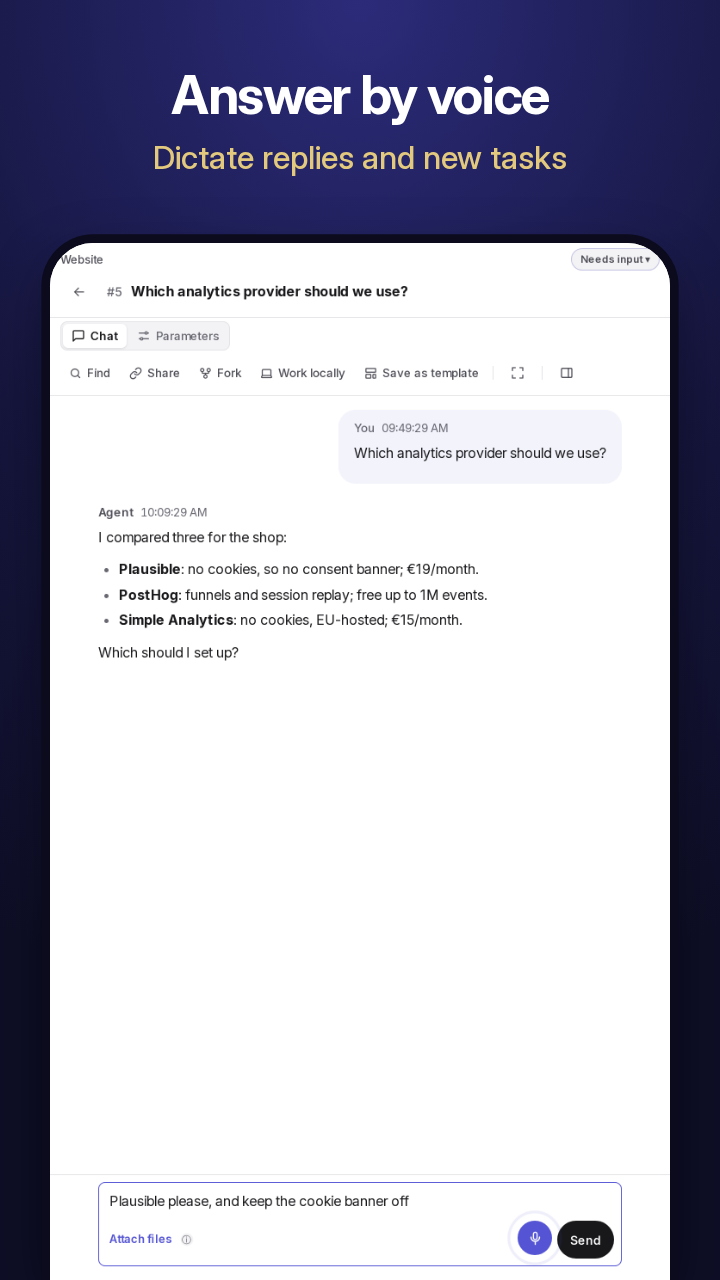 Answer by voice
Dictate replies and new tasks
Website
Needs input ▾
#5 Which analytics provider should we use?
Chat Parameters
Find Share Fork Work locally Save as template
You 09:49:29 AM
Which analytics provider should we use?
Agent 10:09:29 AM
I compared three for the shop:
• Plausible: no cookies, so no consent banner; €19/month.
• PostHog: funnels and session replay; free up to 1M events.
• Simple Analytics: no cookies, EU-hosted; €15/month.
Which should I set up?
Plausible please, and keep the cookie banner off
Attach files ⓘ
Send